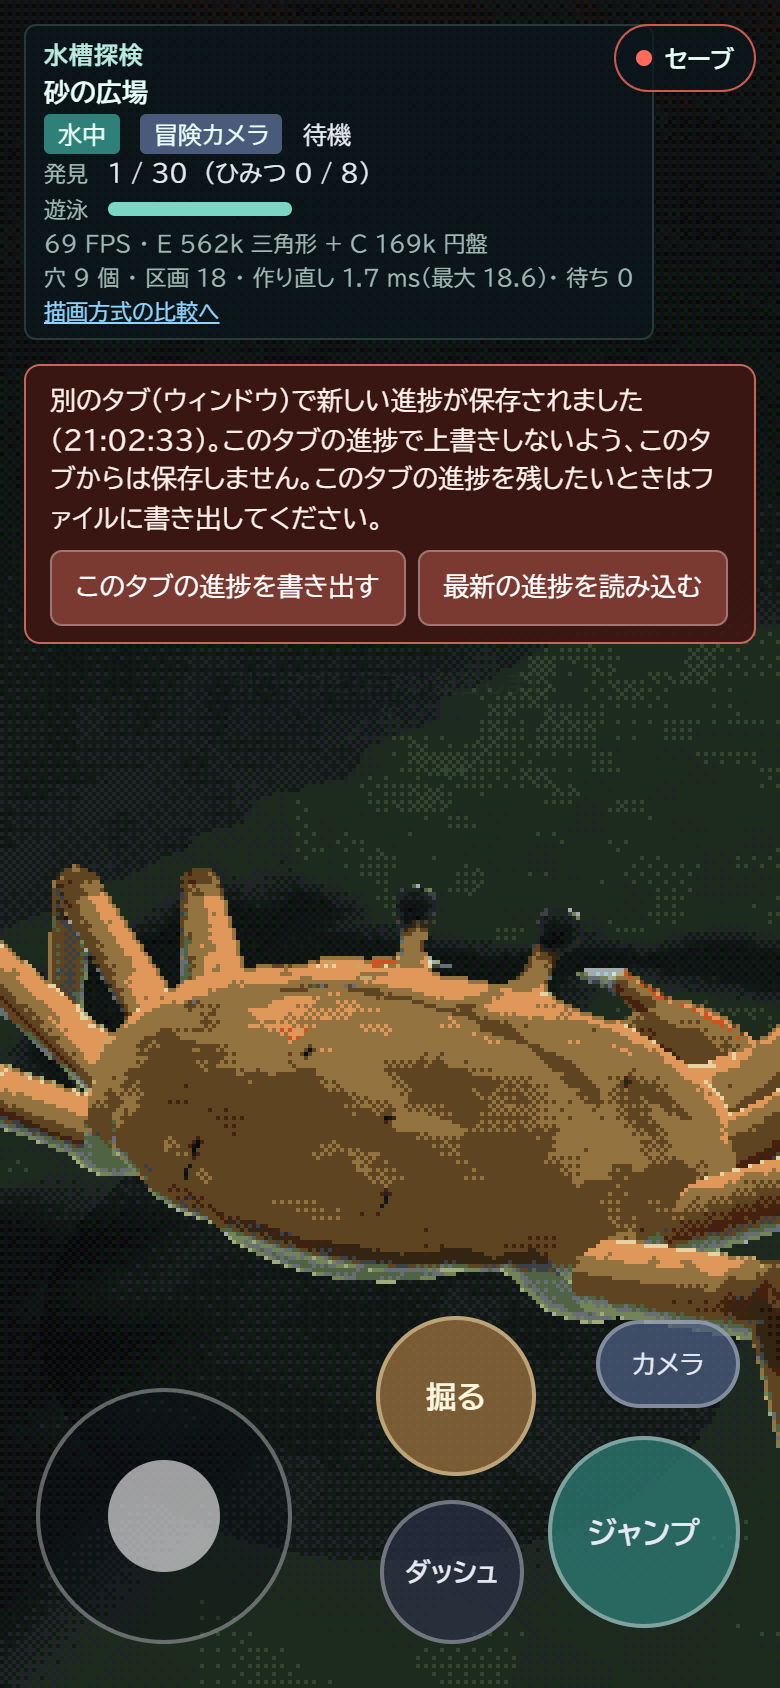 水槽探検
セーブ
砂の広場
水中 冒険カメラ 待機
発見 1 / 30 (ひみつ 0 / 8)
遊泳
69 FPS · E 562k 三角形 + C 169k 円盤
穴 9 個 · 区画 18 · 作り直し 1.7 ms(最大 18.6) · 待ち 0
描画方式の比較へ
別のタブ(ウィンドウ)で新しい進捗が保存されました
(21:02:33)。このタブの進捗で上書きしないよう、このタ
ブからは保存しません。このタブの進捗を残したいときはフ
ァイルに書き出してください。
このタブの進捗を書き出す 最新の進捗を読み込む
カメラ
掘る
ジャンプ
ダッシュ